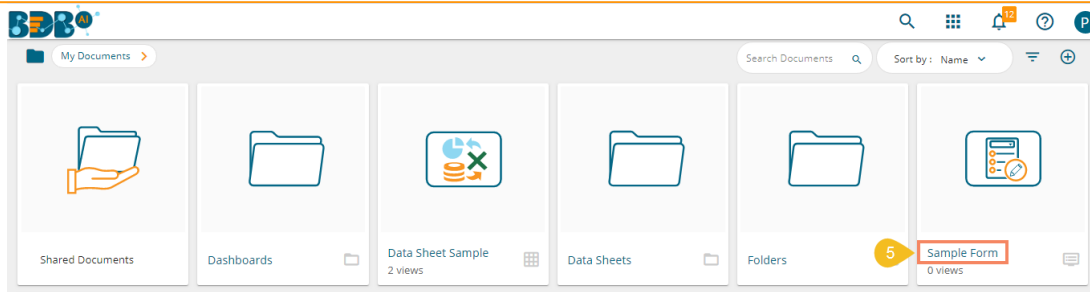 BDB AI
12
P
My Documents >
Search Documents
Sort by : Name
Shared Documents
Dashboards
Data Sheet Sample
2 views
Data Sheets
Folders
5
Sample Form
0 views